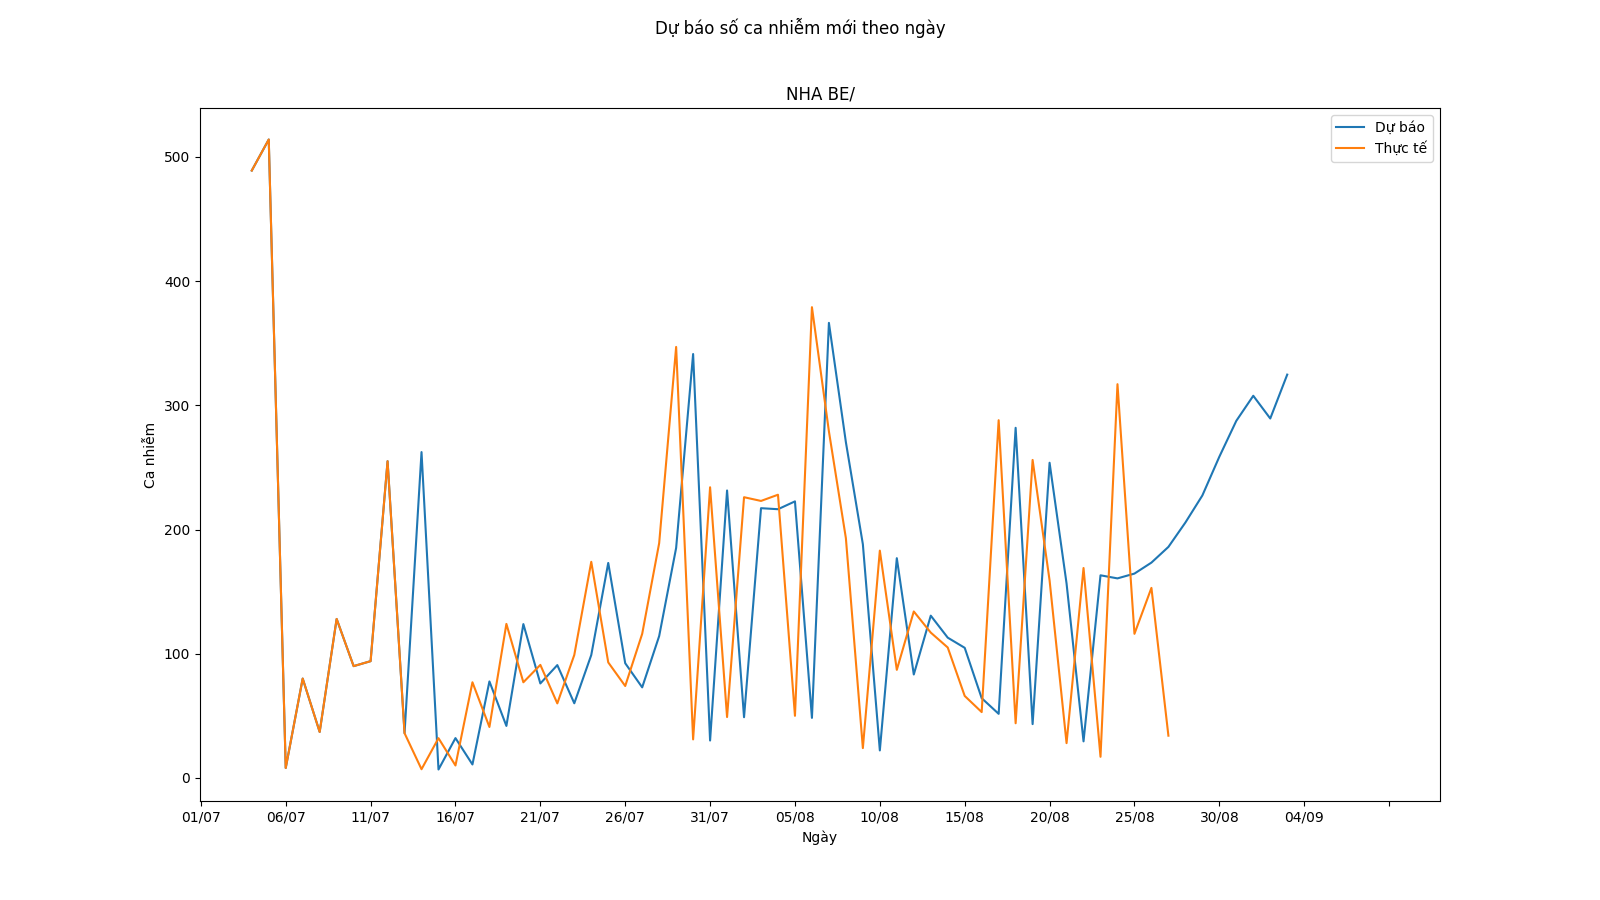 Dự báo số ca nhiễm mới theo ngày
NHA BE/
Dự báo
Thực tế
500
400
300
200
100
0
Ca nhiễm
01/07 06/07 11/07 16/07 21/07 26/07 31/07 05/08 10/08 15/08 20/08 25/08 30/08 04/09
Ngày